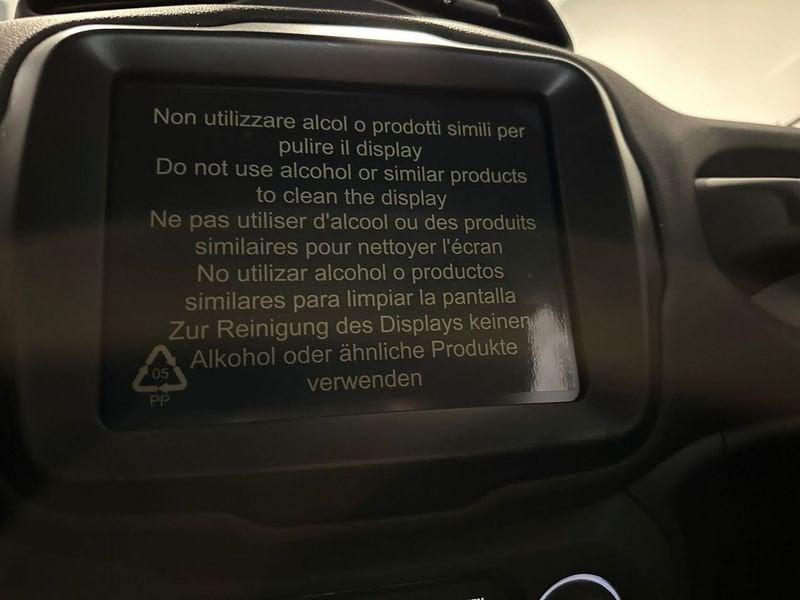 Non utilizzare alcol o prodotti simili per
pulire il display
Do not use alcohol or similar products
to clean the display
Ne pas utiliser d'alcool ou des produits
similaires pour nettoyer l'écran
No utilizar alcohol o productos
similares para limpiar la pantalla
Zur Reinigung des Displays keinen
Alkohol oder ähnliche Produkte
verwenden
05
PP